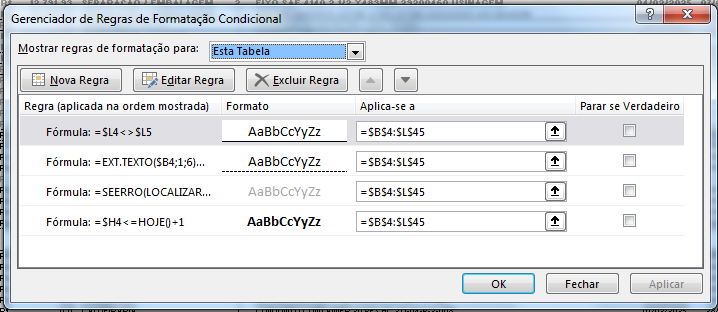 Gerenciador de Regras de Formatação Condicional
Mostrar regras de formatação para: Esta Tabela
Nova Regra Editar Regra Excluir Regra
Regra (aplicada na ordem mostrada) Formato Aplica-se a Parar se Verdadeiro
Fórmula: =$L4<>$L5 AaBbCcYyZz =$B$4:$L$45
Fórmula: =EXT.TEXTO($B4;1;6)... AaBbCcYyZz =$B$4:$L$45
Fórmula: =SEERRO(LOCALIZAR... AaBbCcYyZz =$B$4:$L$45
Fórmula: =$H4<=HOJE()+1 AaBbCcYyZz =$B$4:$L$45
OK Fechar Aplicar